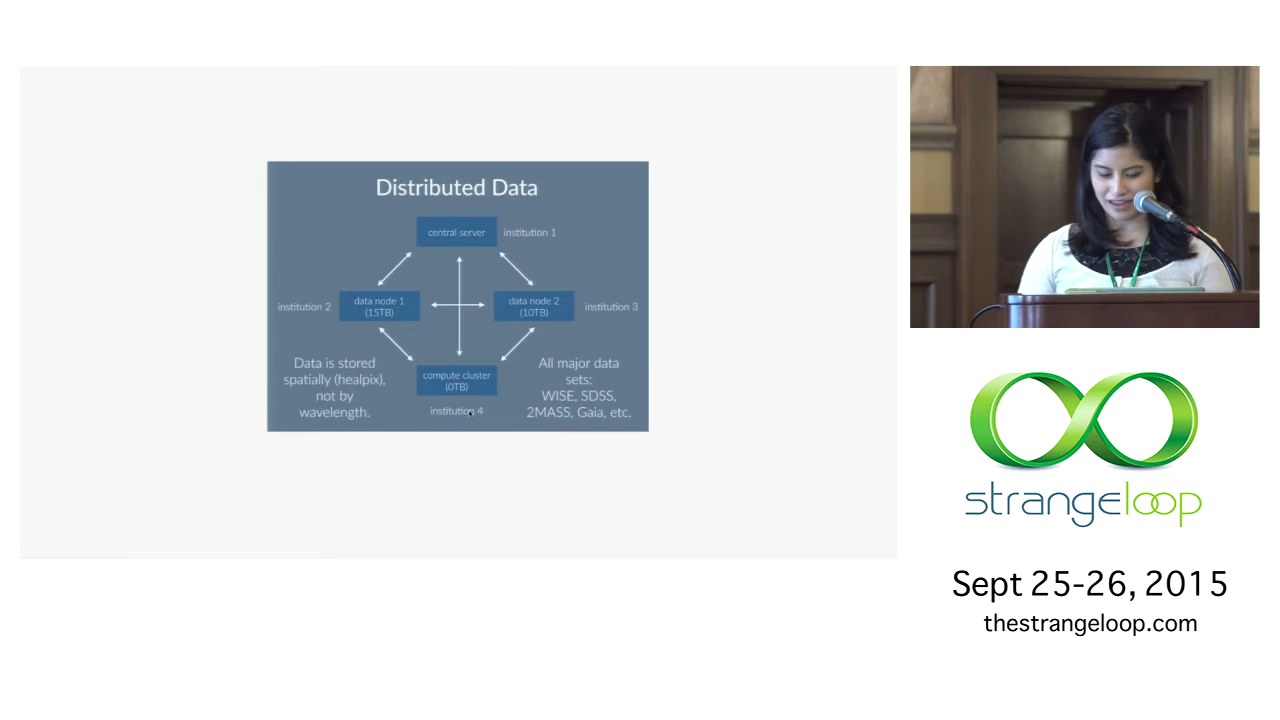 Distributed Data
central server
institution 1
institution 2
data node 1
(15TB)
data node 2
(10TB)
institution 3
Data is stored
spatially (healpix),
not by
wavelength.
compute cluster
(0TB)
institution 4
All major data
sets:
WISE, SDSS,
2MASS, Gaia, etc.
strangeloop
Sept 25-26, 2015
thestrangeloop.com